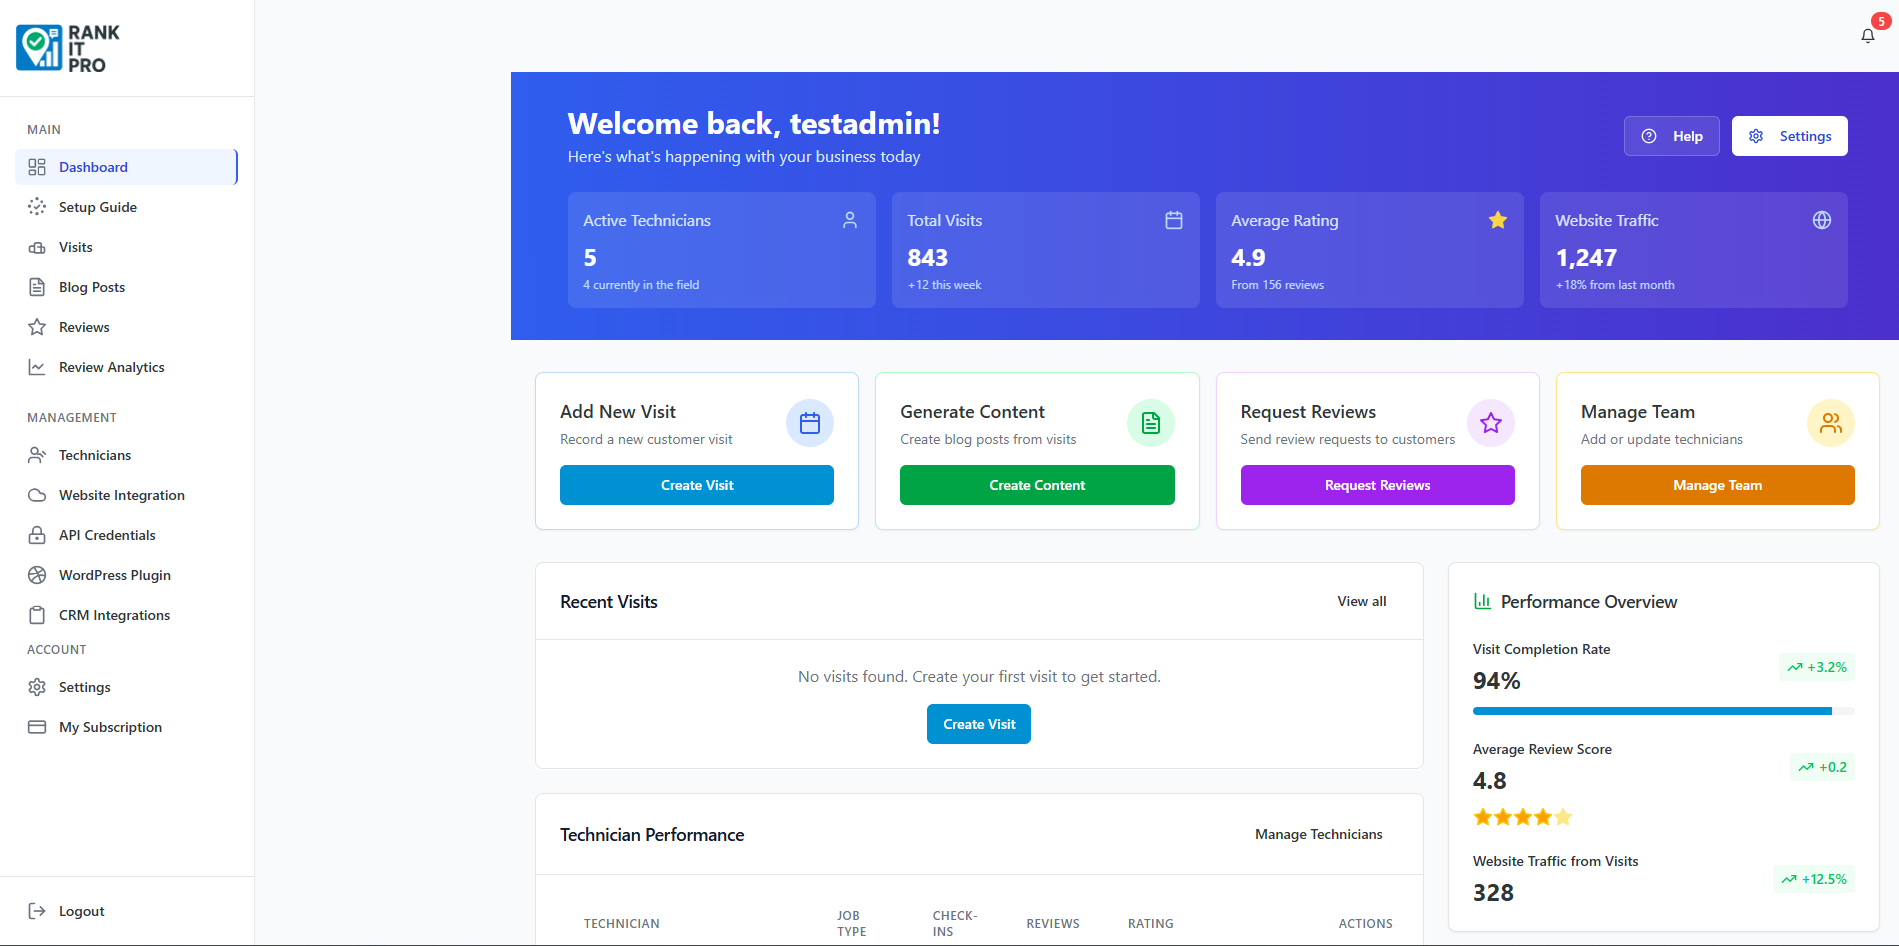 RANK
IT
PRO
MAIN
Dashboard
Setup Guide
Visits
Blog Posts
Reviews
Review Analytics
MANAGEMENT
Technicians
Website Integration
API Credentials
WordPress Plugin
CRM Integrations
ACCOUNT
Settings
My Subscription
Logout
5
Welcome back, testadmin!
Here's what's happening with your business today
Help
Settings
Active Technicians
5
4 currently in the field
Total Visits
843
+12 this week
Average Rating
4.9
From 156 reviews
Website Traffic
1,247
+18% from last month
Add New Visit
Record a new customer visit
Create Visit
Generate Content
Create blog posts from visits
Create Content
Request Reviews
Send review requests to customers
Request Reviews
Manage Team
Add or update technicians
Manage Team
Recent Visits
View all
No visits found. Create your first visit to get started.
Create Visit
Technician Performance
Manage Technicians
TECHNICIAN
JOB
TYPE
CHECK-
INS
REVIEWS
RATING
ACTIONS
Performance Overview
Visit Completion Rate
94%
+3.2%
Average Review Score
4.8
+0.2
Website Traffic from Visits
328
+12.5%